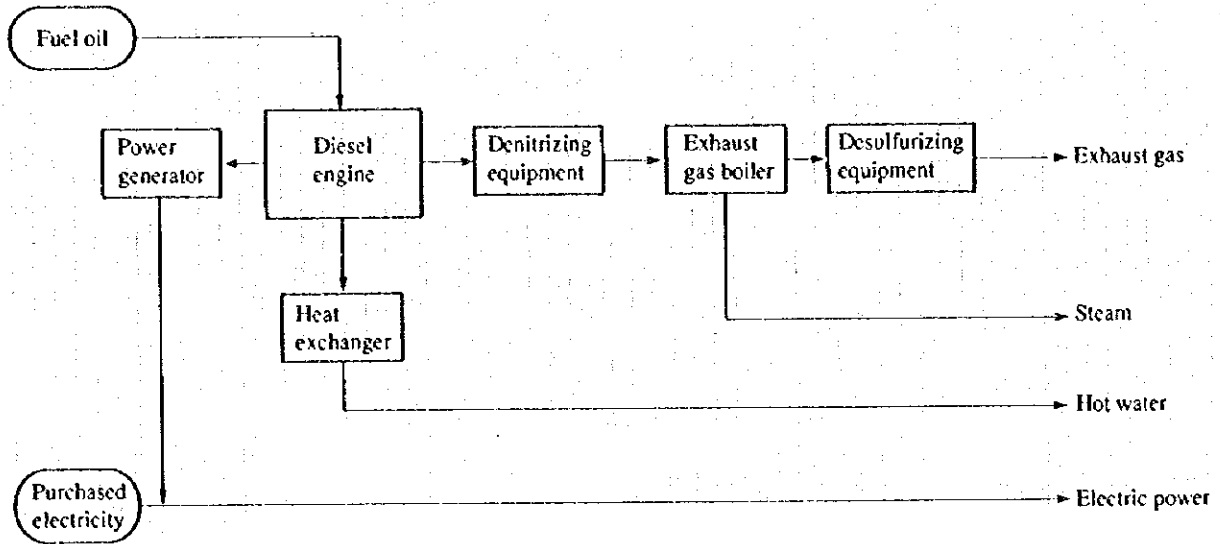 Fuel oil
Power
generator
Diesel
engine
Denitrizing
equipment
Exhaust
gas boiler
Desulfurizing
equipment
Exhaust gas
Heat
exchanger
Steam
Hot water
Purchased
electricity
Electric power